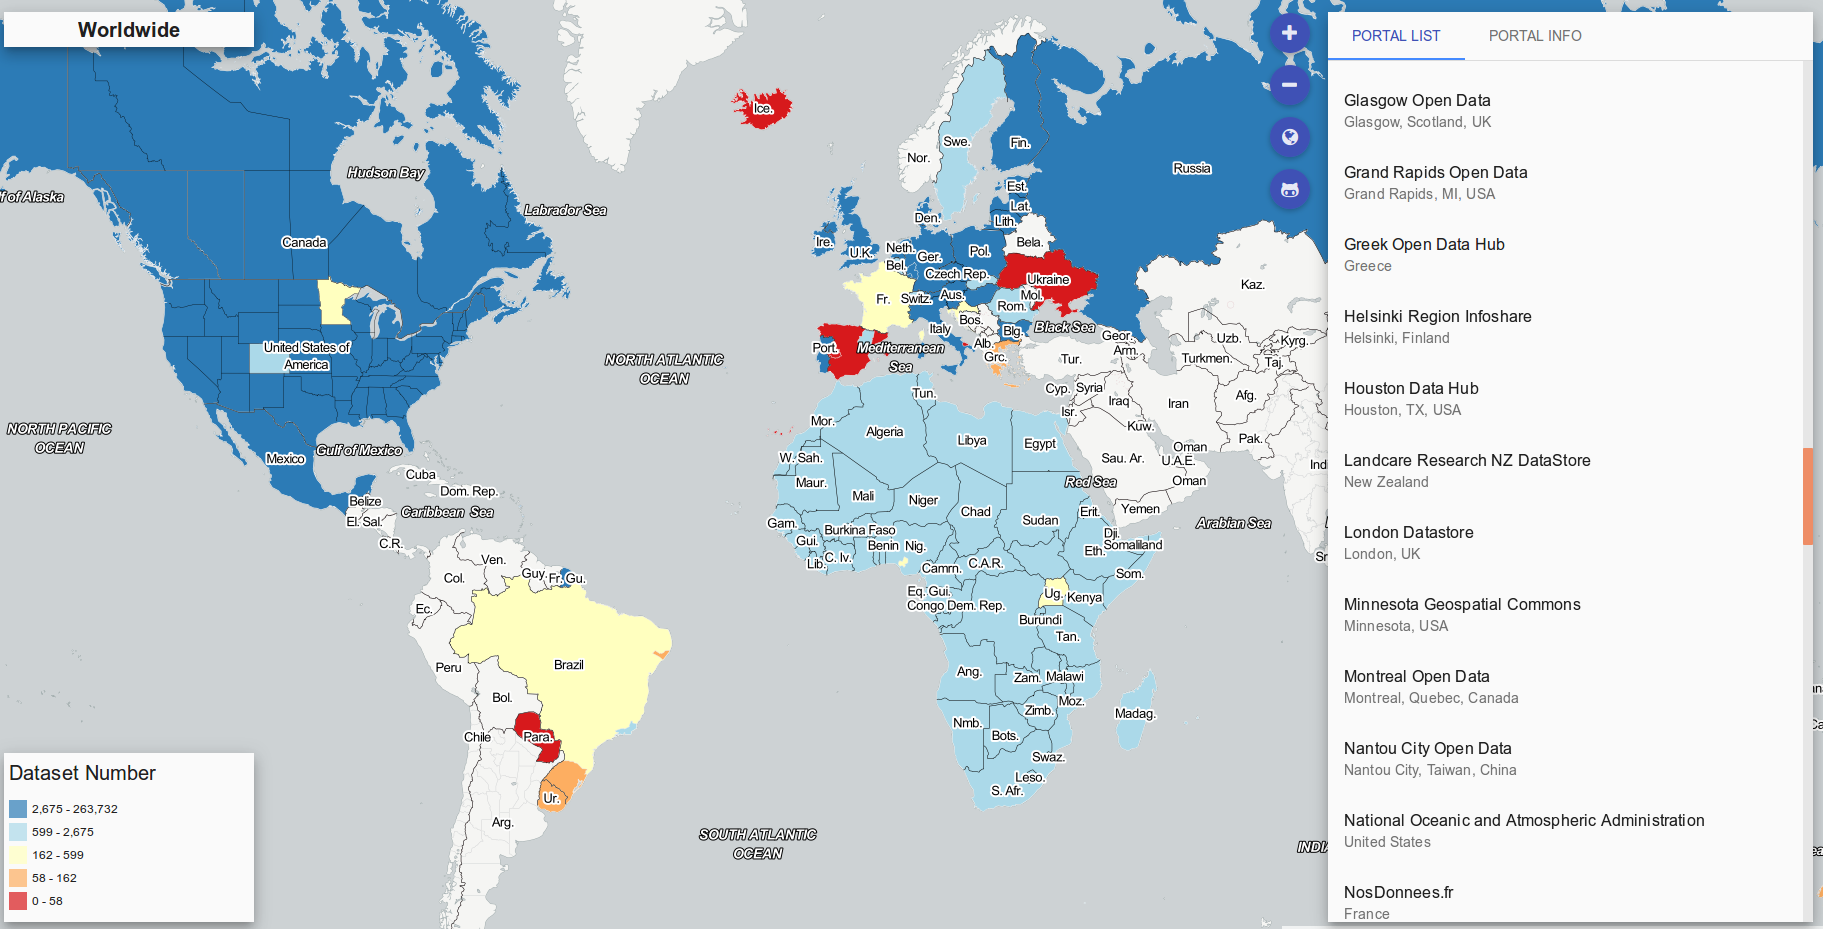 Worldwide
PORTAL LIST
PORTAL INFO
Glasgow Open Data
Glasgow, Scotland, UK
Grand Rapids Open Data
Grand Rapids, MI, USA
Greek Open Data Hub
Greece
Helsinki Region Infoshare
Helsinki, Finland
Houston Data Hub
Houston, TX, USA
Landcare Research NZ DataStore
New Zealand
London Datastore
London, UK
Minnesota Geospatial Commons
Minnesota, USA
Montreal Open Data
Montreal, Quebec, Canada
Nantou City Open Data
Nantou City, Taiwan, China
National Oceanic and Atmospheric Administration
United States
NosDonnees.fr
France
Dataset Number
2,675 - 263,732
599 - 2,675
162 - 599
58 - 162
0 - 58
f of Alaska
Hudson Bay
Labrador Sea
Canada
United States of
America
NORTH PACIFIC
OCEAN
Gulf of Mexico
Mexico
Cuba
Dom. Rep.
Belize
Caribbean Sea
El. Sal.
C.R.
Ven.
Guy.
Fr. Gu.
Col.
Ec.
Peru
Brazil
Bol.
Para.
Chile
Ur.
Arg.
NORTH ATLANTIC
OCEAN
SOUTH ATLANTIC
OCEAN
Ice.
Nor.
Swe.
Fin.
Russia
Est.
Lat.
Lith.
Den.
Ire.
U.K.
Neth.
Ger.
Pol.
Bela.
Bel.
Czech Rep.
Ukraine
Fr.
Switz.
Aus.
Mol.
Rom.
Bos.
Italy
Blg.
Black Sea
Port.
Mediterranean
Sea
Alb.
Grc.
Tur.
Geor.
Arm.
Kaz.
Uzb.
Kyrg.
Turkmen.
Taj.
Cyp.
Syria
Isr.
Iraq
Iran
Afg.
Kuw.
Pak.
Oman
U.A.E.
Oman
Sau. Ar.
Ind
Red Sea
Yemen
Arabian Sea
Tun.
Mor.
Algeria
Libya
Egypt
W. Sah.
Maur.
Mali
Niger
Chad
Sudan
Erit.
Gam.
Burkina Faso
Dji.
Somaliland
Gui.
Benin
Nig.
Eth.
Lib.
C. Iv.
Camrn.
C.A.R.
Som.
Eq. Gui.
Ug.
Kenya
Congo
Dem. Rep.
Burundi
Tan.
Ang.
Zam.
Malawi
Moz.
Zimb.
Madag.
Nmb.
Bots.
Swaz.
Leso.
S. Afr.
Sr
INDI